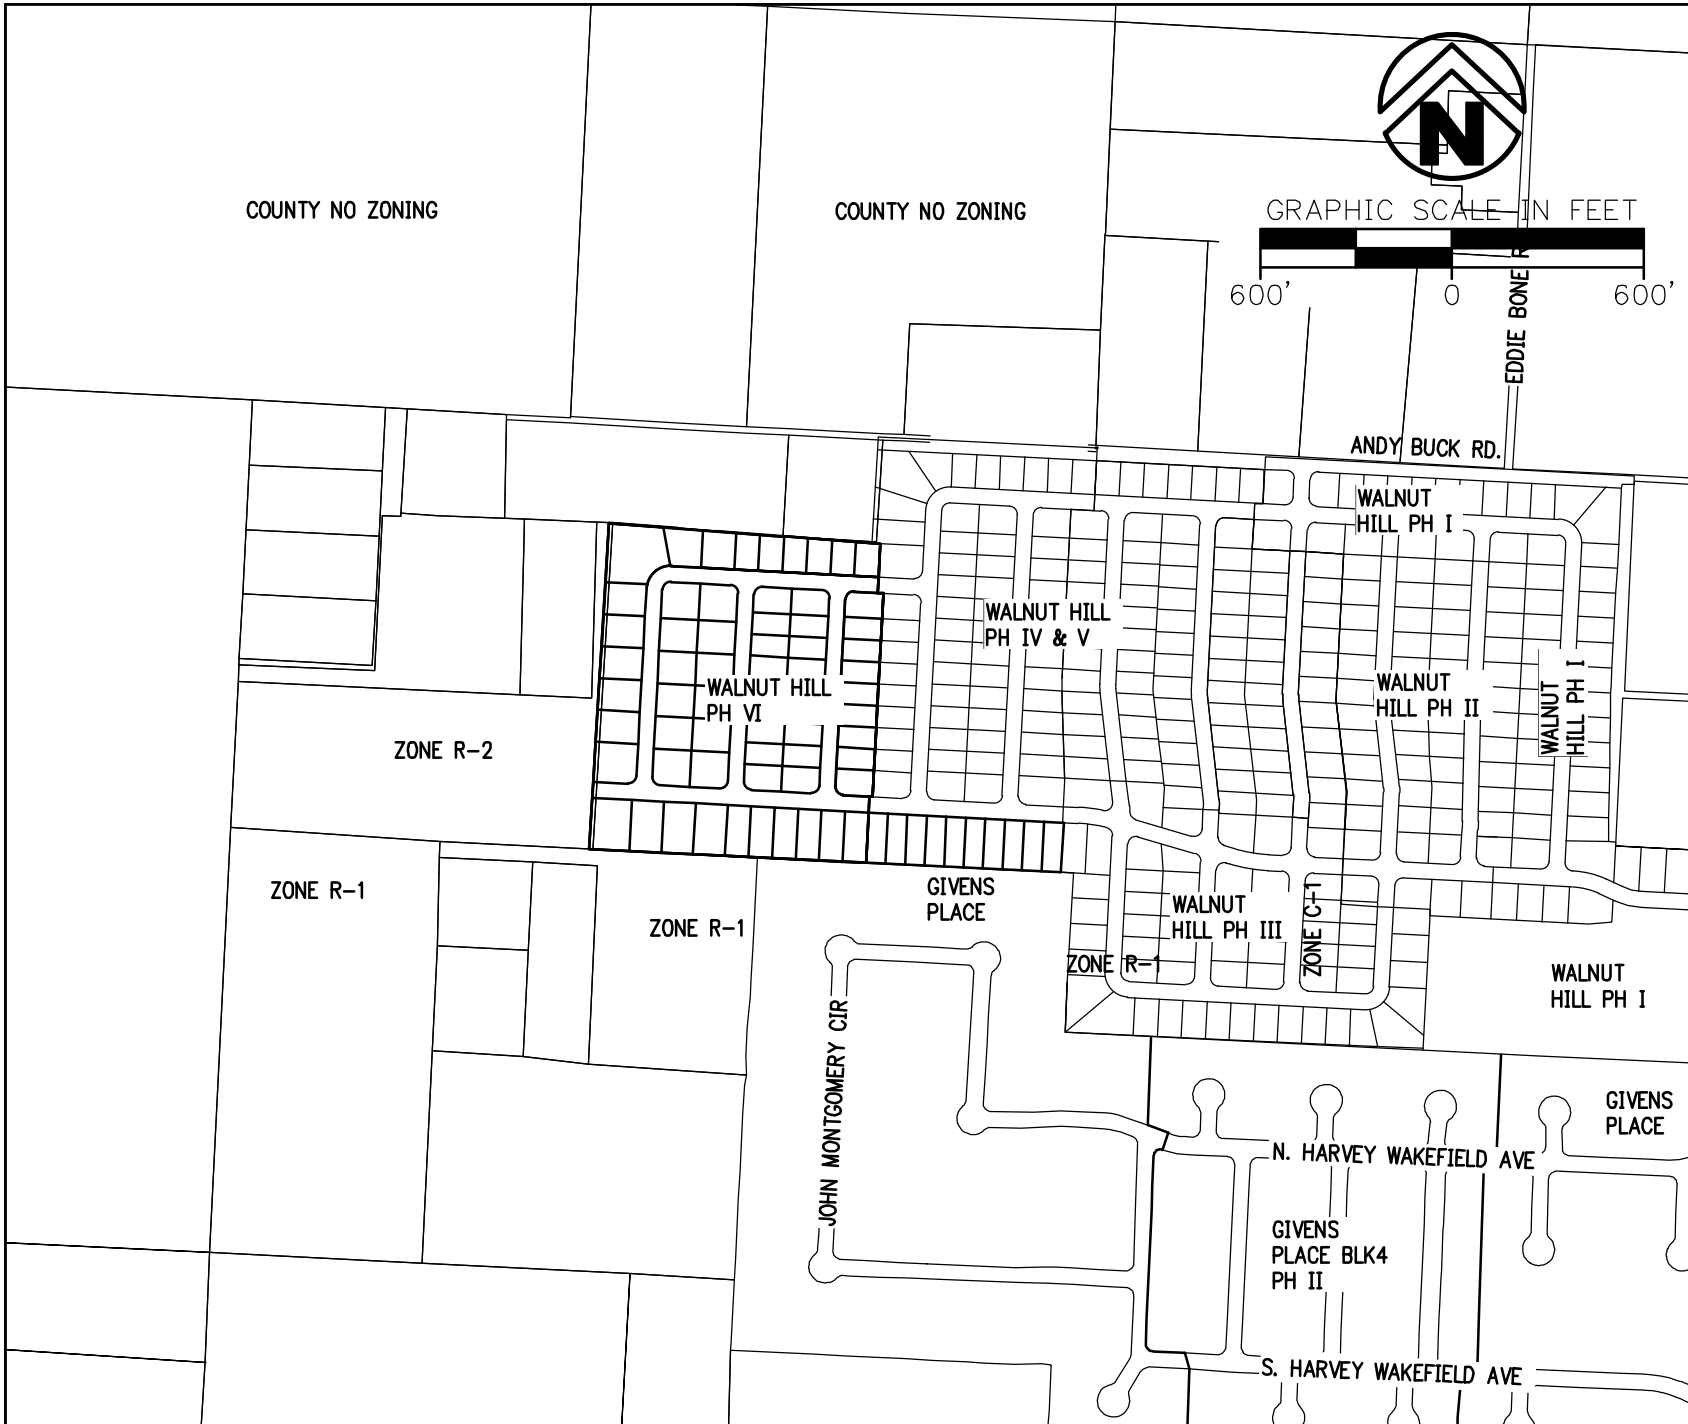 N
COUNTY NO ZONING
COUNTY NO ZONING
GRAPHIC SCALE IN FEET
600'
0
600'
EDDIE BONE R
ANDY BUCK RD.
WALNUT
HILL PH I
WALNUT HILL
PH IV & V
WALNUT HILL
PH VI
WALNUT
HILL PH II
WALNUT
HILL PH I
ZONE R-2
ZONE R-1
ZONE R-1
GIVENS
PLACE
WALNUT
HILL PH III
ZONE C-1
ZONE R-1
WALNUT
HILL PH I
JOHN MONTGOMERY CIR
GIVENS
PLACE
N. HARVEY WAKEFIELD AVE
GIVENS
PLACE BLK4
PH II
S. HARVEY WAKEFIELD AVE